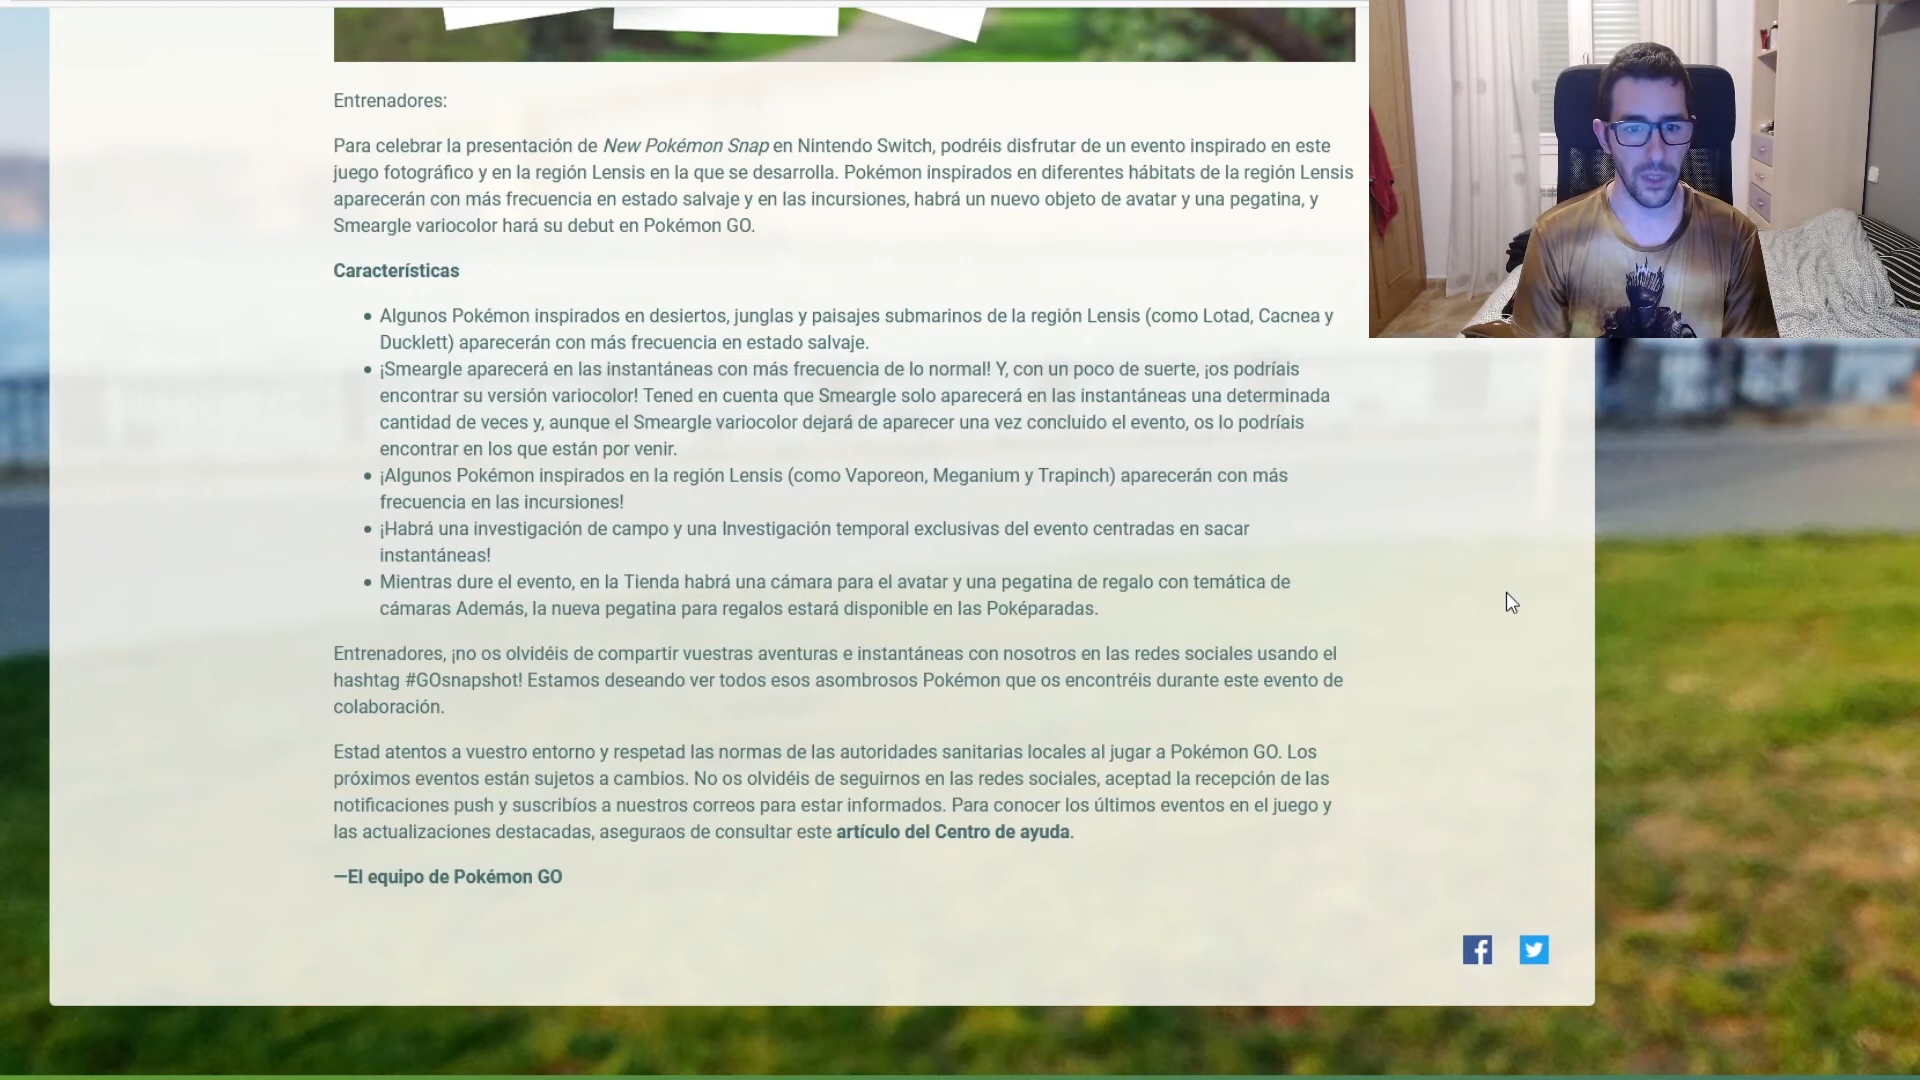 Entrenadores:
Para celebrar la presentación de New Pokémon Snap en Nintendo Switch, podréis disfrutar de un evento inspirado en este
juego fotográfico y en la región Lensis en la que se desarrolla. Pokémon inspirados en diferentes hábitats de la región Lensis
aparecerán con más frecuencia en estado salvaje y en las incursiones, habrá un nuevo objeto de avatar y una pegatina, y
Smeargle variocolor hará su debut en Pokémon GO.
Características
• Algunos Pokémon inspirados en desiertos, junglas y paisajes submarinos de la región Lensis (como Lotad, Cacnea y
Ducklett) aparecerán con más frecuencia en estado salvaje.
• ¡Smeargle aparecerá en las instantáneas con más frecuencia de lo normal! Y, con un poco de suerte, ¡os podríais
encontrar su versión variocolor! Tened en cuenta que Smeargle solo aparecerá en las instantáneas una determinada
cantidad de veces y, aunque el Smeargle variocolor dejará de aparecer una vez concluido el evento, os lo podríais
encontrar en los que están por venir.
• ¡Algunos Pokémon inspirados en la región Lensis (como Vaporeon, Meganium y Trapinch) aparecerán con más
frecuencia en las incursiones!
• ¡Habrá una investigación de campo y una Investigación temporal exclusivas del evento centradas en sacar
instantáneas!
• Mientras dure el evento, en la Tienda habrá una cámara para el avatar y una pegatina de regalo con temática de
cámaras Además, la nueva pegatina para regalos estará disponible en las Poképaradas.
Entrenadores, ¡no os olvidéis de compartir vuestras aventuras e instantáneas con nosotros en las redes sociales usando el
hashtag #GOsnapshot! Estamos deseando ver todos esos asombrosos Pokémon que os encontréis durante este evento de
colaboración.
Estad atentos a vuestro entorno y respetad las normas de las autoridades sanitarias locales al jugar a Pokémon GO. Los
próximos eventos están sujetos a cambios. No os olvidéis de seguirnos en las redes sociales, aceptad la recepción de las
notificaciones push y suscribíos a nuestros correos para estar informados. Para conocer los últimos eventos en el juego y
las actualizaciones destacadas, aseguraos de consultar este artículo del Centro de ayuda.
—El equipo de Pokémon GO